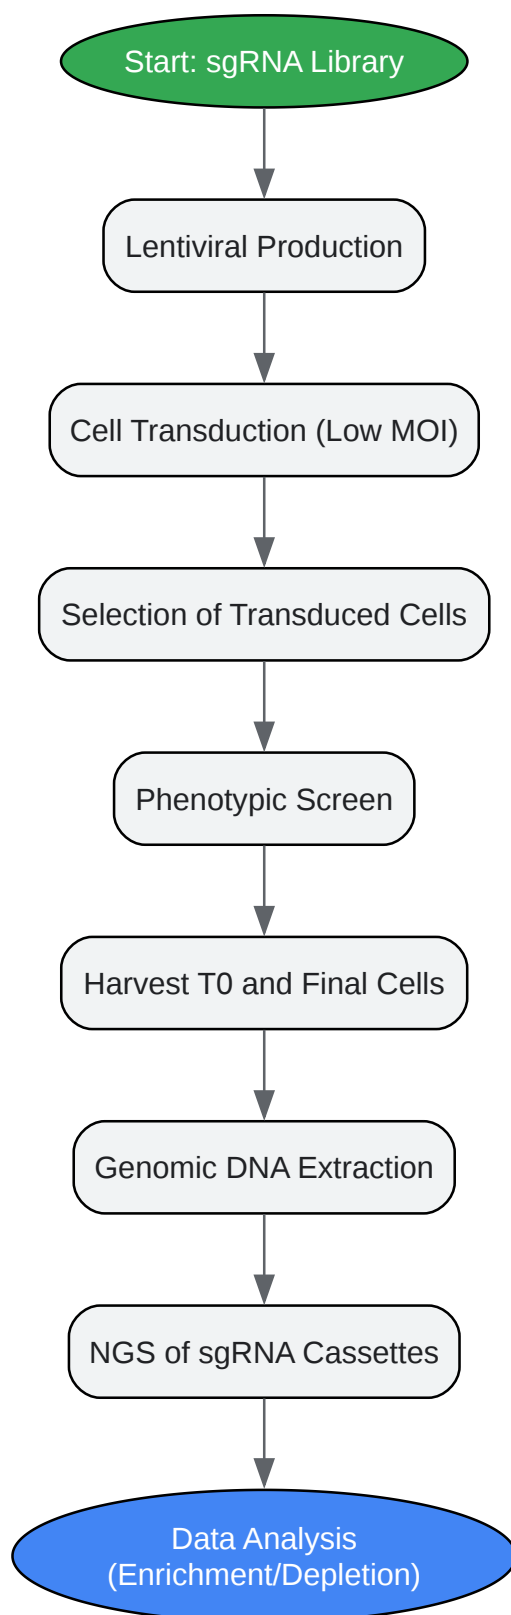 Start: sgRNA Library
Lentiviral Production
Cell Transduction (Low MOI)
Selection of Transduced Cells
Phenotypic Screen
Harvest T0 and Final Cells
Genomic DNA Extraction
NGS of sgRNA Cassettes
Data Analysis
(Enrichment/Depletion)